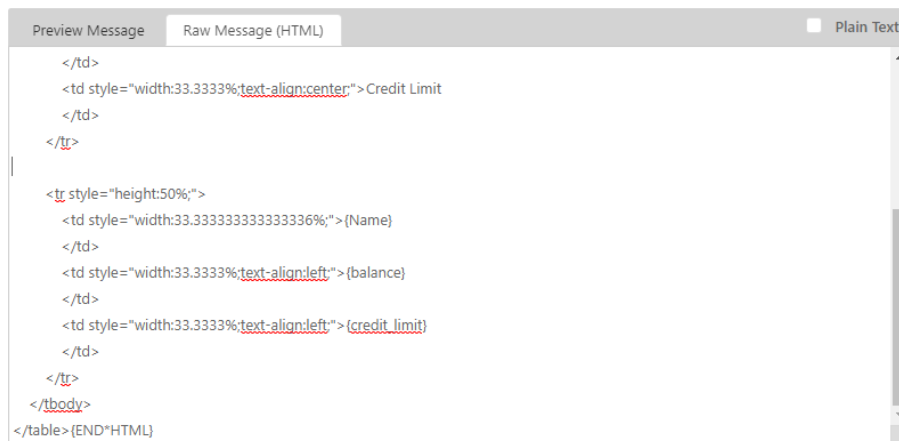 Preview Message
Raw Message (HTML)
Plain Text
</td>
<td style="width:33.3333%;text-align:center;">Credit Limit
</td>
</tr>
<tr style="height:50%;">
<td style="width:33.333333333333336%;">{Name}
</td>
<td style="width:33.3333%;text-align:left;">{balance}
</td>
<td style="width:33.3333%;text-align:left;">{credit_limit}
</td>
</tr>
</tbody>
</table>{END*HTML}